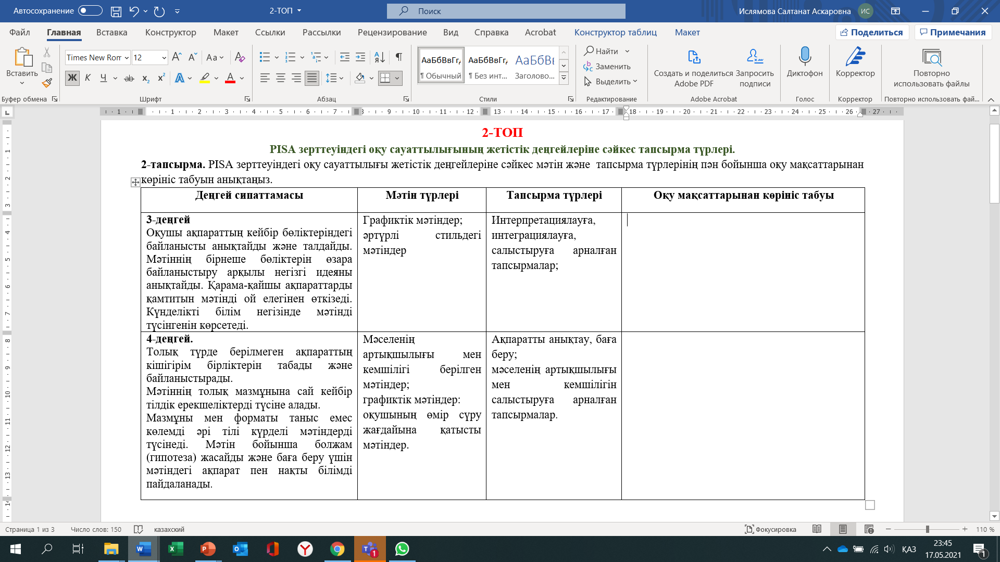 Автосохранение
2-ТОП
Поиск
Ислямова Салтанат Аскаровна
ИС
Файл Главная Вставка Конструктор Макет Ссылки Рассылки Рецензирование Вид Справка Acrobat Конструктор таблиц Макет
Поделиться
Примечания
Вставить
Буфер обмена
Times New Rom
12
Шрифт
Абзац
АаБбВвГг,
¶ Обычный
АаБбВвГг,
¶ Без инт...
АаБбВ
Заголово...
Стили
Найти
Заменить
Выделить
Редактирование
Создать и поделиться
Adobe PDF
Запросить
подписи
Adobe Acrobat
Диктофон
Голос
Корректор
Корректор
Повторно
использовать файлы
Повторно использовать фай...
2-ТОП
PISA зерттеуіндегі оқу сауаттылығының жетістік деңгейлеріне сәйкес тапсырма түрлері.
2-тапсырма. PISA зерттеуіндегі оқу сауаттылығы жетістік деңгейлеріне сәйкес мәтін және тапсырма түрлерінің пән бойынша оқу мақсаттарынан
көрініс табуын анықтаңыз.
Деңгей сипаттамасы
Мәтін түрлері
Тапсырма түрлері
Оқу мақсаттарынан көрініс табуы
3-деңгей
Оқушы ақпараттың кейбір бөліктеріндегі
байланысты анықтайды және талдайды.
Мәтіннің бірнеше бөліктерін өзара
байланыстыру арқылы негізгі идеяны
анықтайды. Қарама-қайшы ақпараттарды
қамтитын мәтінді ой елегінен өткізеді.
Күнделікті білім негізінде мәтінді
түсінгенін көрсетеді.
Графиктік мәтіндер;
әртүрлі стильдегі
мәтіндер
Интерпретациялауға,
интеграциялауға,
салыстыруға арналған
тапсырмалар;
4-деңгей.
Толық түрде берілмеген ақпараттың
кішігірім бірліктерін табады және
байланыстырады.
Мәтіннің толық мазмұнына сай кейбір
тілдік ерекшеліктерді түсіне алады.
Мазмұны мен форматы таныс емес
көлемді әрі тілі күрделі мәтіндерді
түсінеді. Мәтін бойынша болжам
(гипотеза) жасайды және баға беру үшін
мәтіндегі ақпарат пен нақты білімді
пайдаланады.
Мәселенің
артықшылығы мен
кемшілігі берілген
мәтіндер;
графиктік мәтіндер:
оқушының өмір сүру
жағдайына қатысты
мәтіндер.
Ақпаратты анықтау, баға
беру;
мәселенің артықшылығы
мен кемшілігін
салыстыруға арналған
тапсырмалар.
Страница 1 из 3
Число слов: 150
казахский
Фокусировка
110 %
ҚАЗ
23:45
17.05.2021